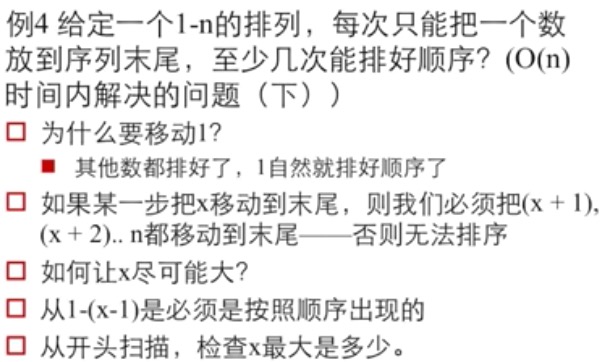 例4 给定一个1-n的排列，每次只能把一个数
放到序列末尾，至少几次能排好顺序？(O(n)
时间内解决的问题（下））
为什么要移动1？
其他数都排好了，1自然就排好顺序了
如果某一步把x移动到末尾，则我们必须把(x + 1),
(x + 2).. n都移动到末尾——否则无法排序
如何让x尽可能大？
从1-(x-1)是必须是按照顺序出现的
从开头扫描，检查x最大是多少。